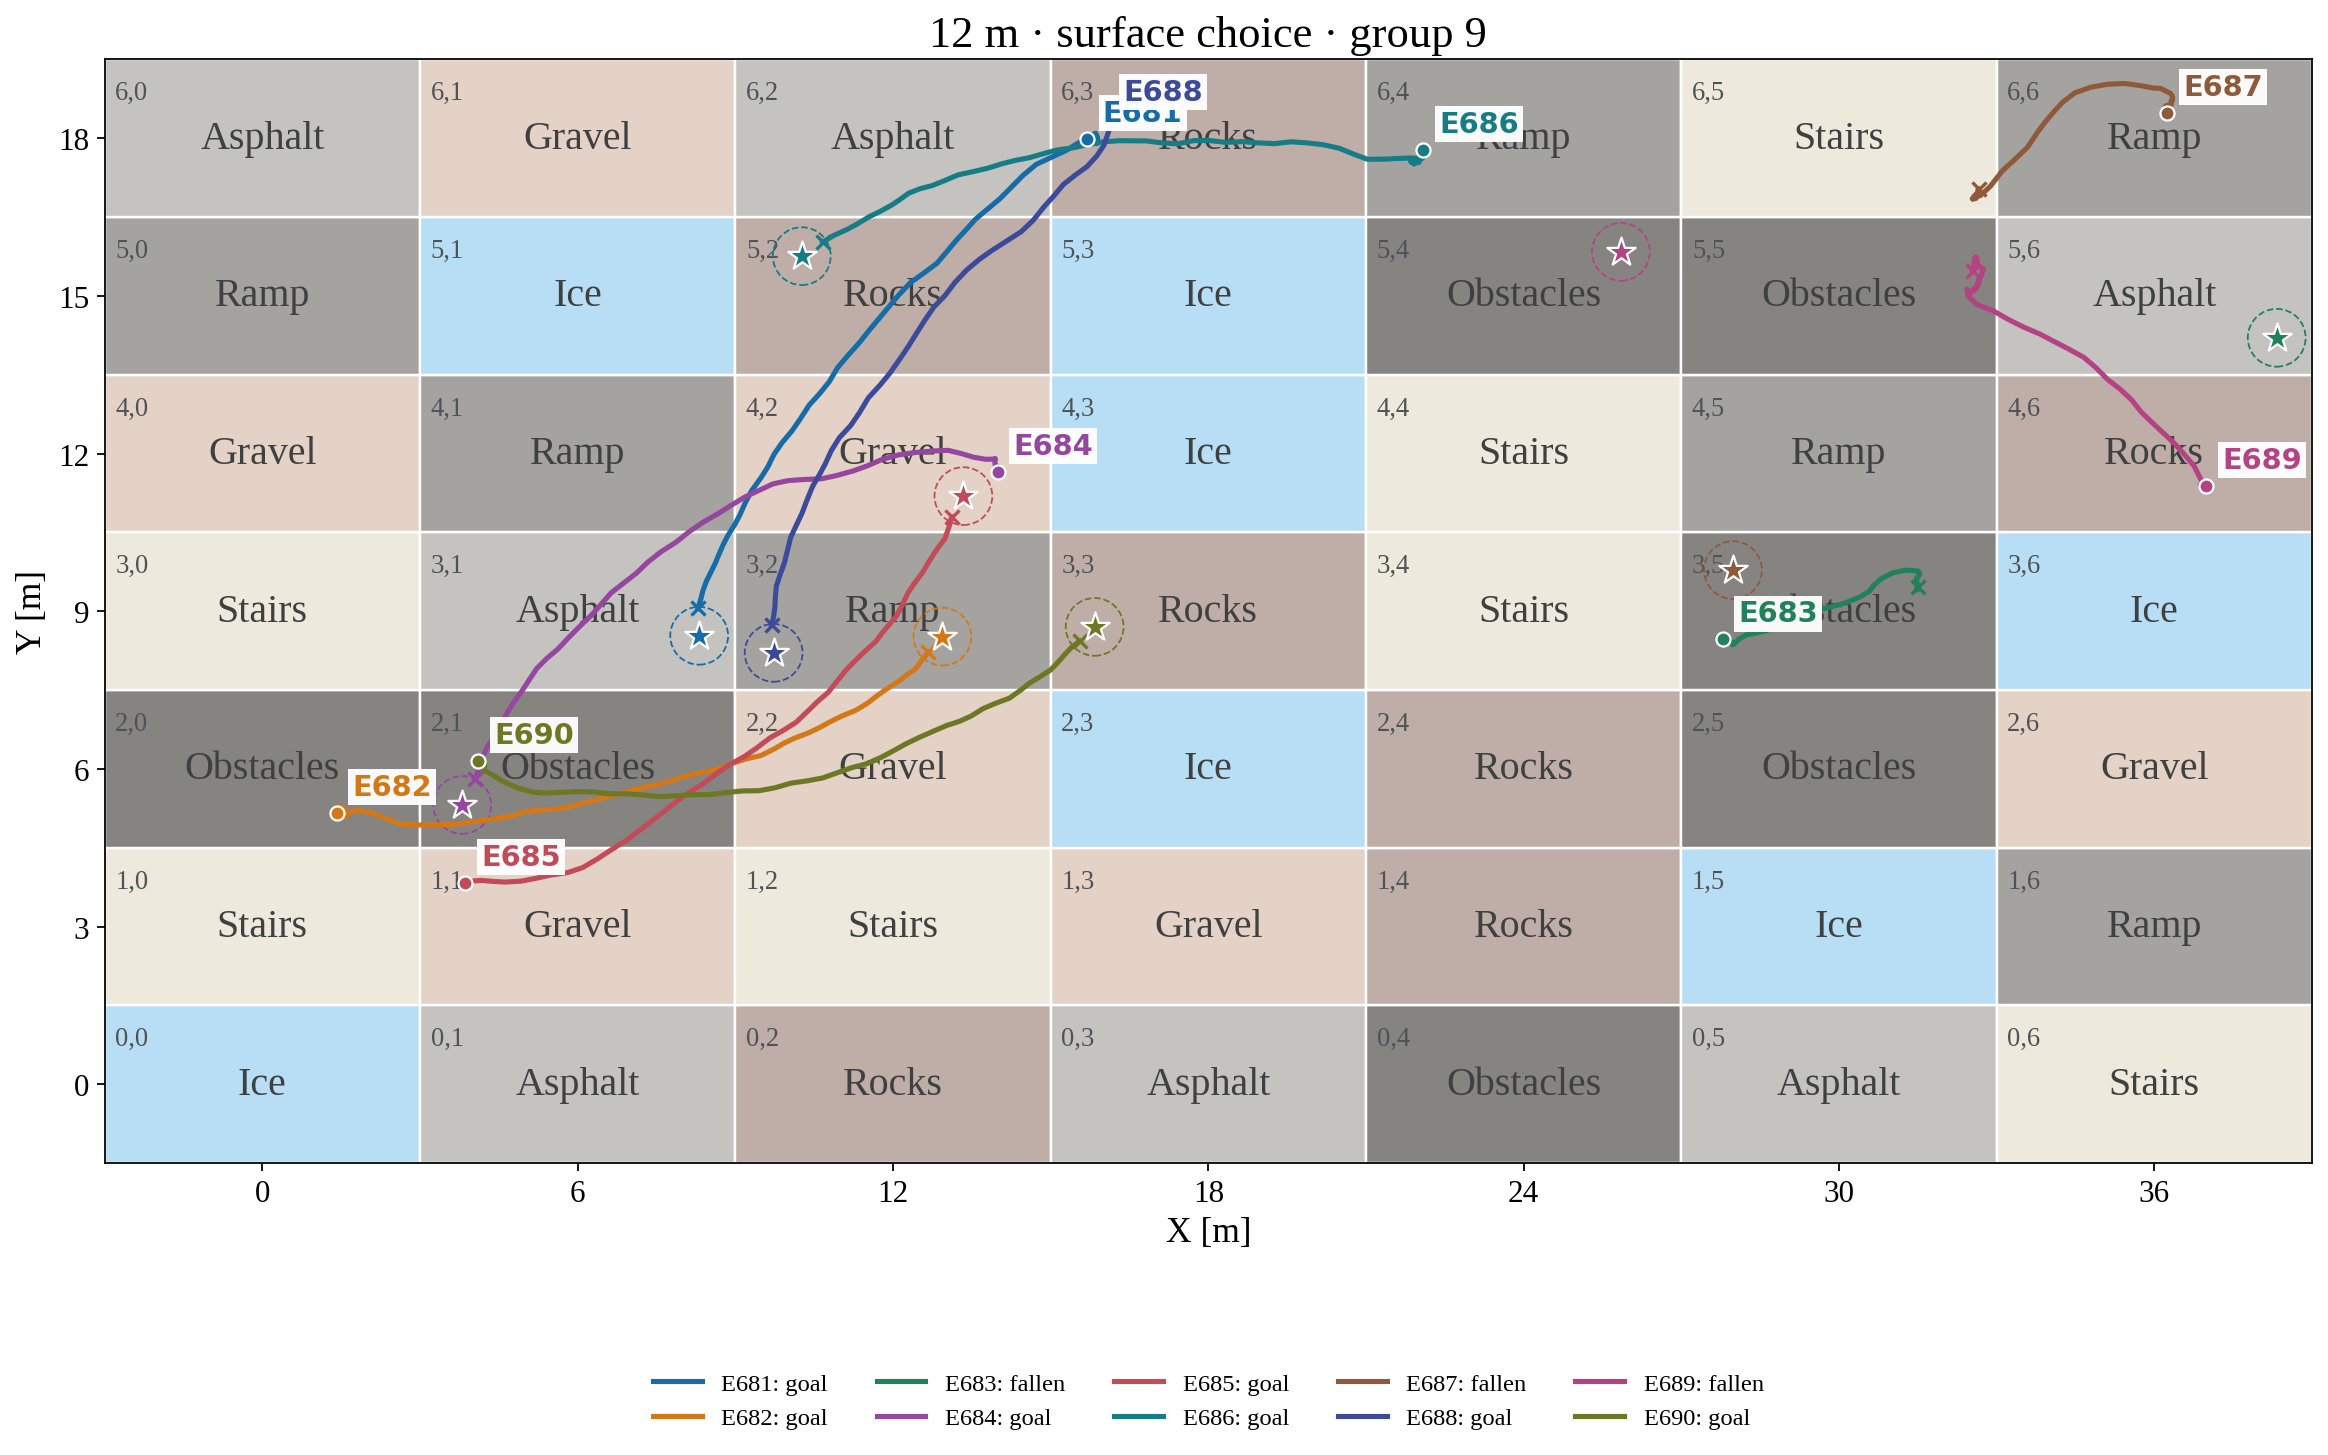 12 m · surface choice · group 9
6,0
6,1
6,2
6,3
6,4
6,5
6,6
Asphalt
Gravel
Asphalt
Rocks
Ramp
Stairs
Ramp
E688
E681
E686
E687
5,0
5,1
5,2
5,3
5,4
5,5
5,6
Ramp
Ice
Rocks
Ice
Obstacles
Obstacles
Asphalt
4,0
4,1
4,2
4,3
4,4
4,5
4,6
Gravel
Ramp
Gravel
Ice
Stairs
Ramp
Rocks
E684
E689
3,0
3,1
3,2
3,3
3,4
3,5
3,6
Stairs
Asphalt
Ramp
Rocks
Stairs
Obstacles
Ice
E683
2,0
2,1
2,2
2,3
2,4
2,5
2,6
Obstacles
Obstacles
Gravel
Ice
Rocks
Obstacles
Gravel
E690
E682
1,0
1,1
1,2
1,3
1,4
1,5
1,6
Stairs
Gravel
Stairs
Gravel
Rocks
Ice
Ramp
E685
0,0
0,1
0,2
0,3
0,4
0,5
0,6
Ice
Asphalt
Rocks
Asphalt
Obstacles
Asphalt
Stairs
18
15
12
9
6
3
0
Y [m]
0
6
12
18
24
30
36
X [m]
E681: goal
E682: goal
E683: fallen
E684: goal
E685: goal
E686: goal
E687: fallen
E688: goal
E689: fallen
E690: goal